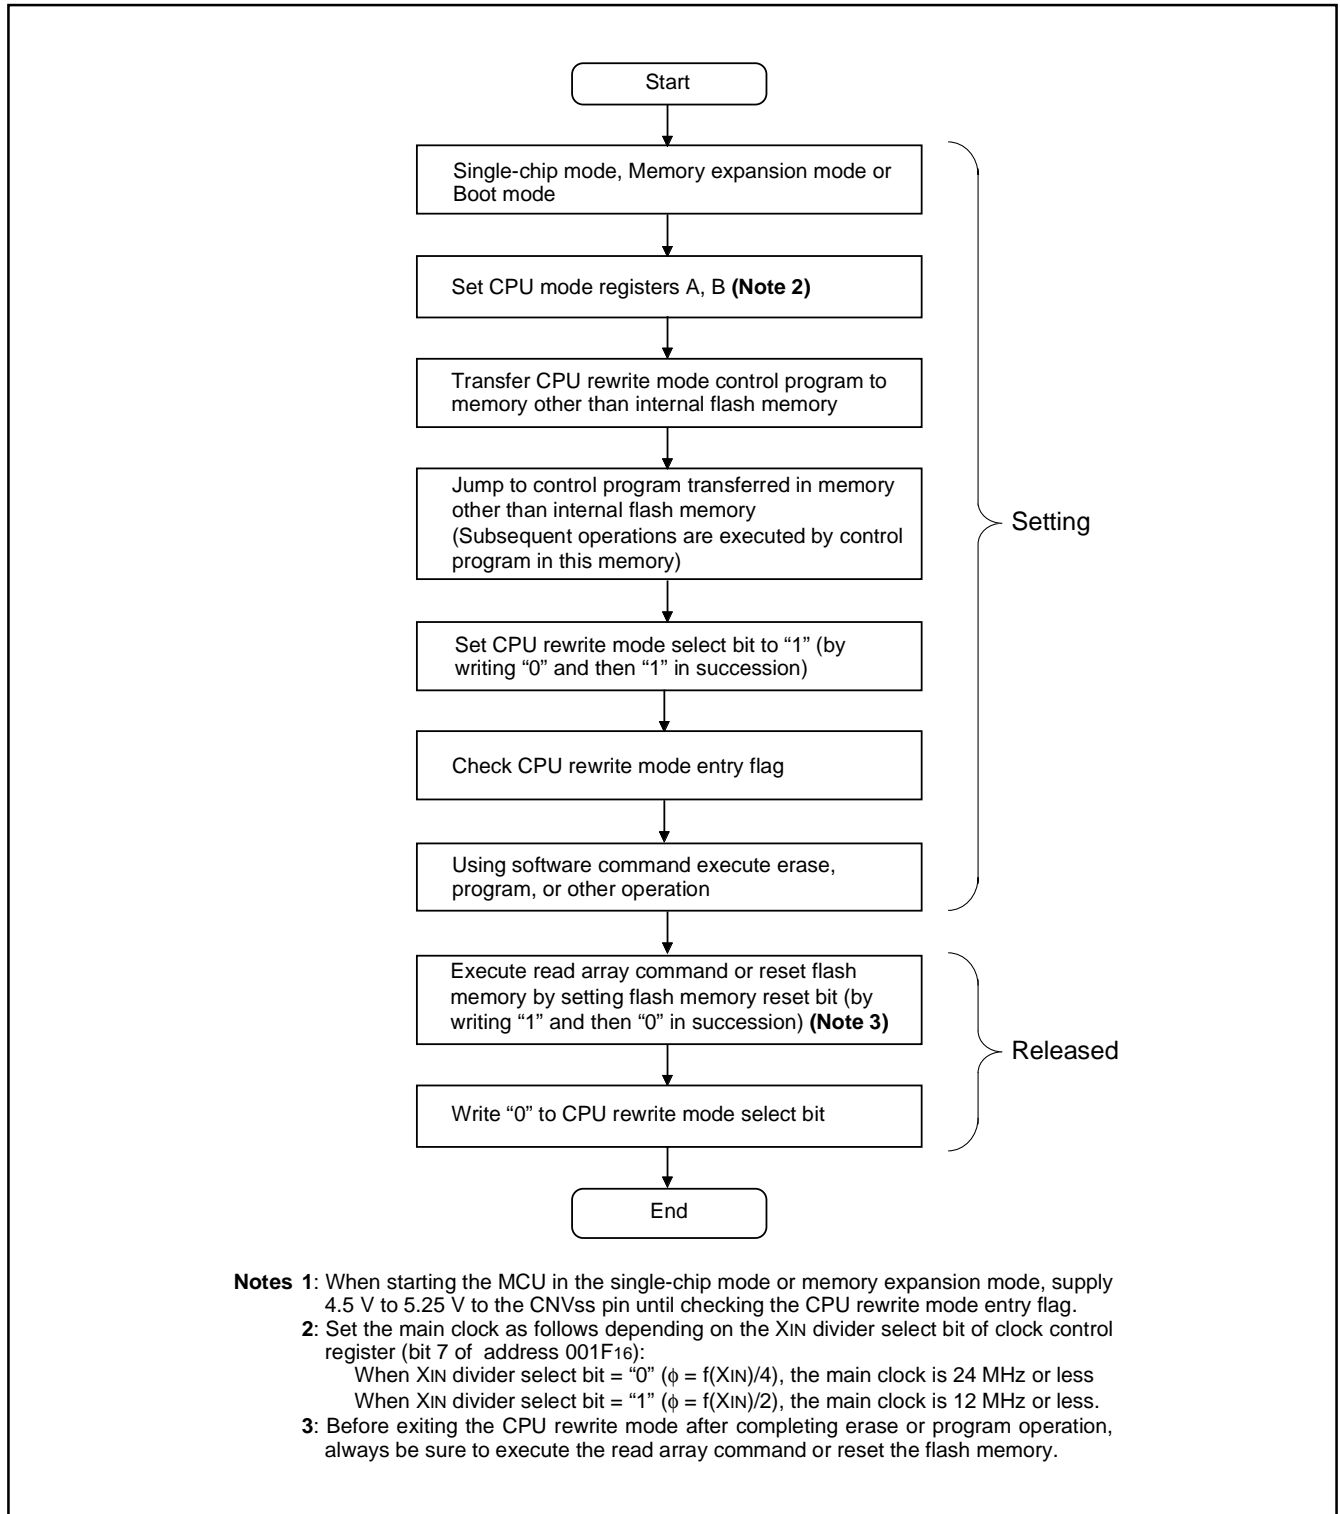 Start
Single-chip mode, Memory expansion mode or
Boot mode
Set CPU mode registers A, B (Note 2)
Transfer CPU rewrite mode control program to
memory other than internal flash memory
Jump to control program transferred in memory
other than internal flash memory
(Subsequent operations are executed by control
program in this memory)
Setting
Set CPU rewrite mode select bit to “1” (by
writing “0” and then “1” in succession)
Check CPU rewrite mode entry flag
Using software command execute erase,
program, or other operation
Execute read array command or reset flash
memory by setting flash memory reset bit (by
writing “1” and then “0” in succession) (Note 3)
Released
Write “0” to CPU rewrite mode select bit
End
Notes 1: When starting the MCU in the single-chip mode or memory expansion mode, supply
4.5 V to 5.25 V to the CNVss pin until checking the CPU rewrite mode entry flag.
2: Set the main clock as follows depending on the XIN divider select bit of clock control
register (bit 7 of address 001F16):
When XIN divider select bit = “0” (ϕ = f(XIN)/4), the main clock is 24 MHz or less
When XIN divider select bit = “1” (ϕ = f(XIN)/2), the main clock is 12 MHz or less.
3: Before exiting the CPU rewrite mode after completing erase or program operation,
always be sure to execute the read array command or reset the flash memory.